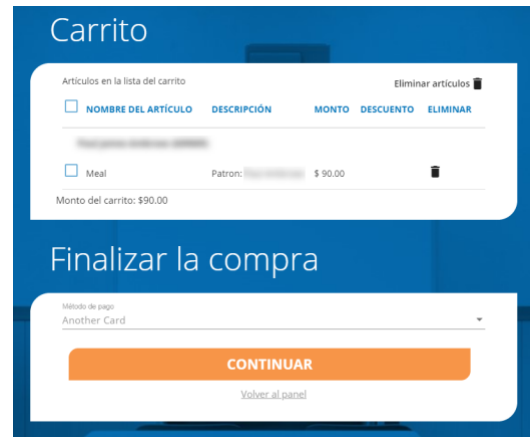 Carrito
Artículos en la lista del carrito
Eliminar artículos
NOMBRE DEL ARTÍCULO DESCRIPCIÓN MONTO DESCUENTO ELIMINAR
Meal Patron: $ 90.00
Monto del carrito: $90.00
Finalizar la compra
Método de pago
Another Card
CONTINUAR
Volver al panel